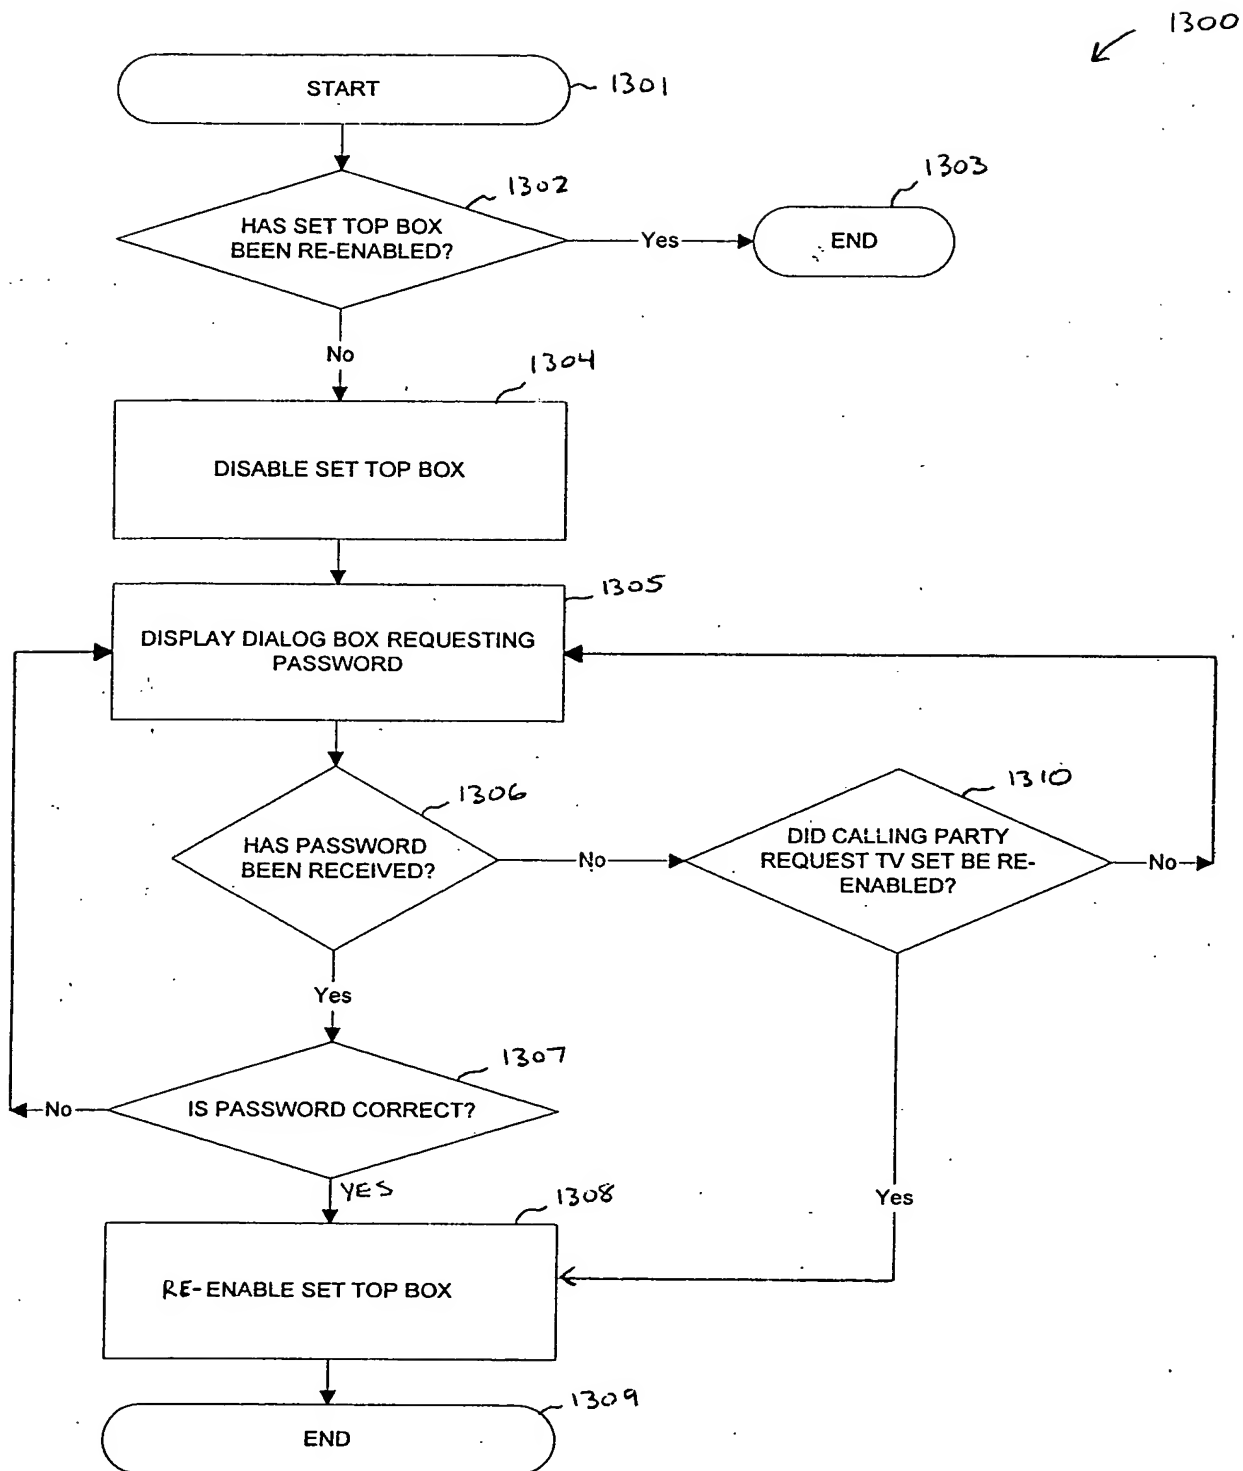 1300
START
1301
1302
HAS SET TOP BOX
BEEN RE-ENABLED?
Yes
1303
END
No
1304
DISABLE SET TOP BOX
1305
DISPLAY DIALOG BOX REQUESTING
PASSWORD
1306
HAS PASSWORD
BEEN RECEIVED?
No
1310
DID CALLING PARTY
REQUEST TV SET BE RE-
ENABLED?
No
Yes
1307
IS PASSWORD CORRECT?
No
YES
Yes
1308
RE-ENABLE SET TOP BOX
1309
END